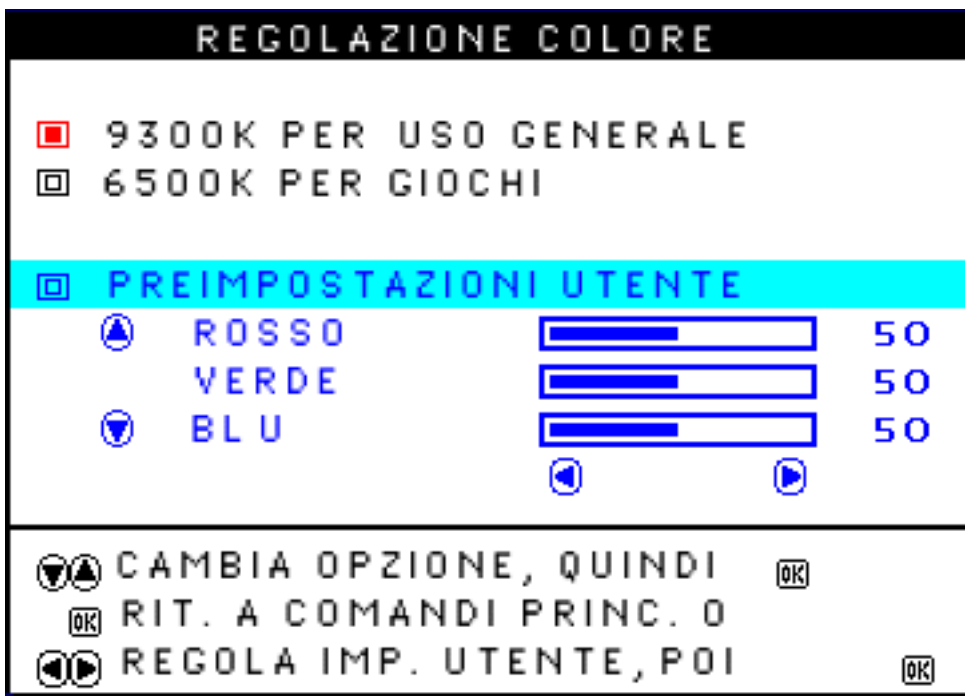 REGOLAZIONE COLORE
9300K PER USO GENERALE
6500K PER GIOCHI
PREIMPOSTAZIONI UTENTE
ROSSO 50
VERDE 50
BLU 50
CAMBIA OPZIONE, QUINDI OK
OK RIT. A COMANDI PRINC. O
REGOLA IMP. UTENTE, POI OK